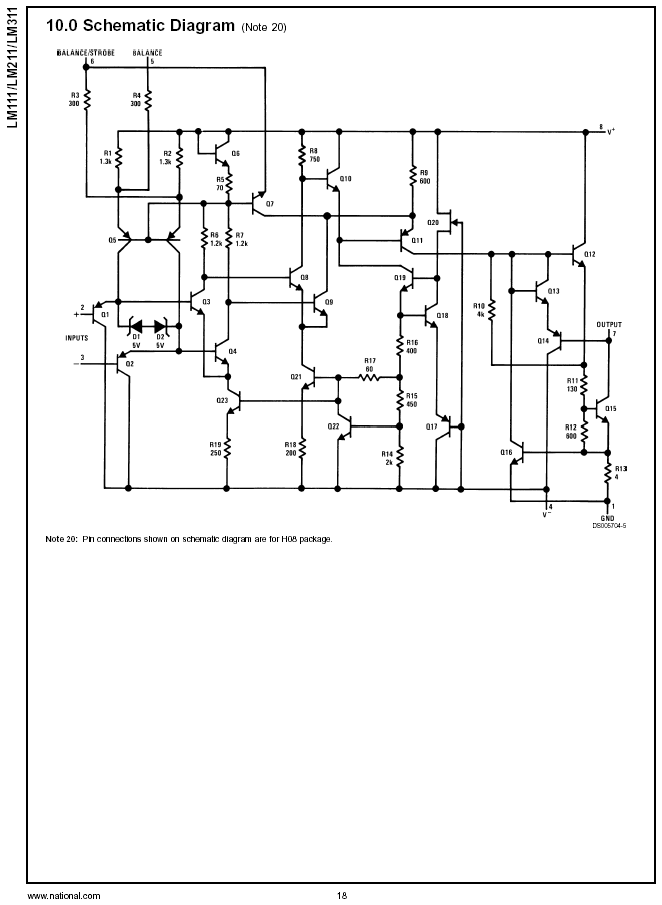 LM111/LM211/LM311
10.0 Schematic Diagram (Note 20)
BALANCE/STROBE BALANCE
6 5
R3
300
R4
300
8 V+
R1
1.3k
R2
1.3k
Q6
R5
70
R8
750
Q10
R9
600
Q7
Q20
Q5
R6
1.2k
R7
1.2k
Q11
Q12
Q8
Q19
Q13
2
+
Q1
Q3
Q9
R10
4k
Q18
OUTPUT
7
INPUTS
D1
5V
D2
5V
R16
400
Q14
3
−
Q2
Q4
R17
60
Q21
R11
130
Q23
R15
450
Q15
Q22
Q17
R12
600
R19
250
R18
200
R14
2k
Q16
R13
4
4
V−
1
GND
DS005704-5
Note 20: Pin connections shown on schematic diagram are for H08 package.
www.national.com 18